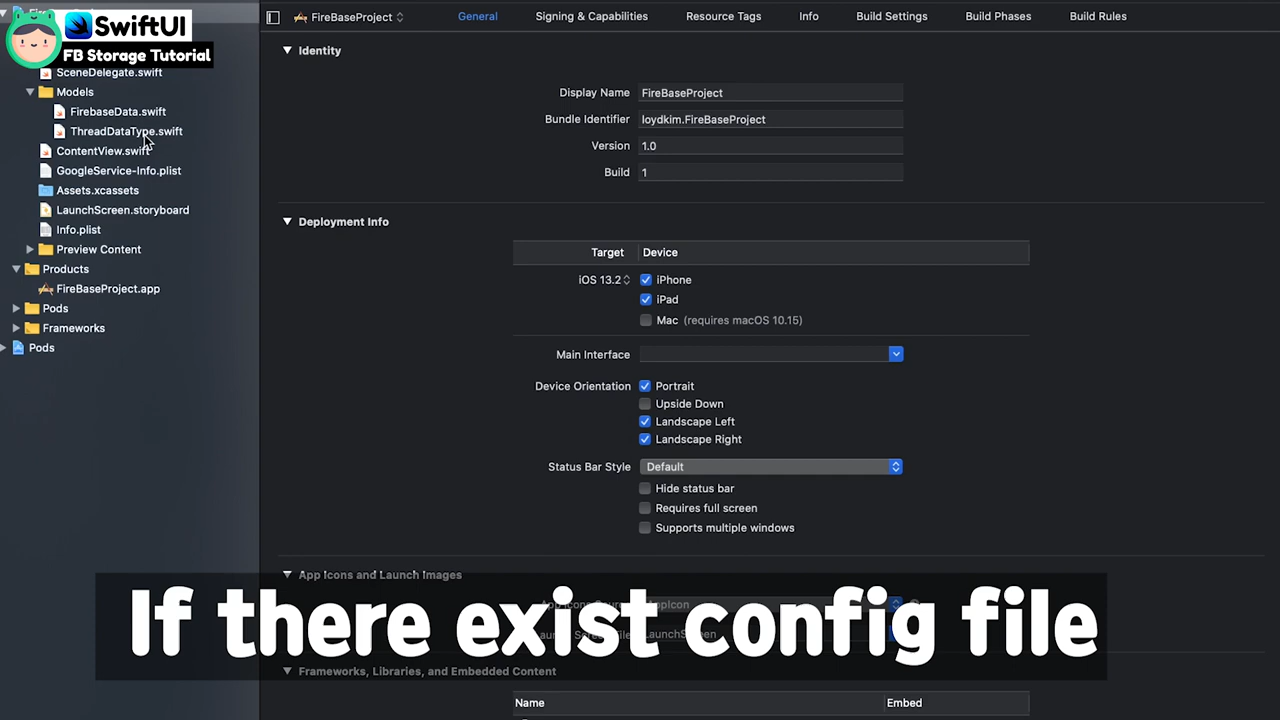 SwiftUI
FB Storage Tutorial
SceneDelegate.swift
Models
FirebaseData.swift
ThreadDataType.swift
ContentView.swift
GoogleService-Info.plist
Assets.xcassets
LaunchScreen.storyboard
Info.plist
Preview Content
Products
FireBaseProject.app
Pods
Frameworks
Pods
FireBaseProject
General
Signing & Capabilities
Resource Tags
Info
Build Settings
Build Phases
Build Rules
Identity
Display Name FireBaseProject
Bundle Identifier loydkim.FireBaseProject
Version 1.0
Build 1
Deployment Info
Target Device
iOS 13.2 iPhone
iPad
Mac (requires macOS 10.15)
Main Interface
Device Orientation Portrait
Upside Down
Landscape Left
Landscape Right
Status Bar Style Default
Hide status bar
Requires full screen
Supports multiple windows
App Icons and Launch Images
If there exist config file
Frameworks, Libraries, and Embedded Content
Name Embed